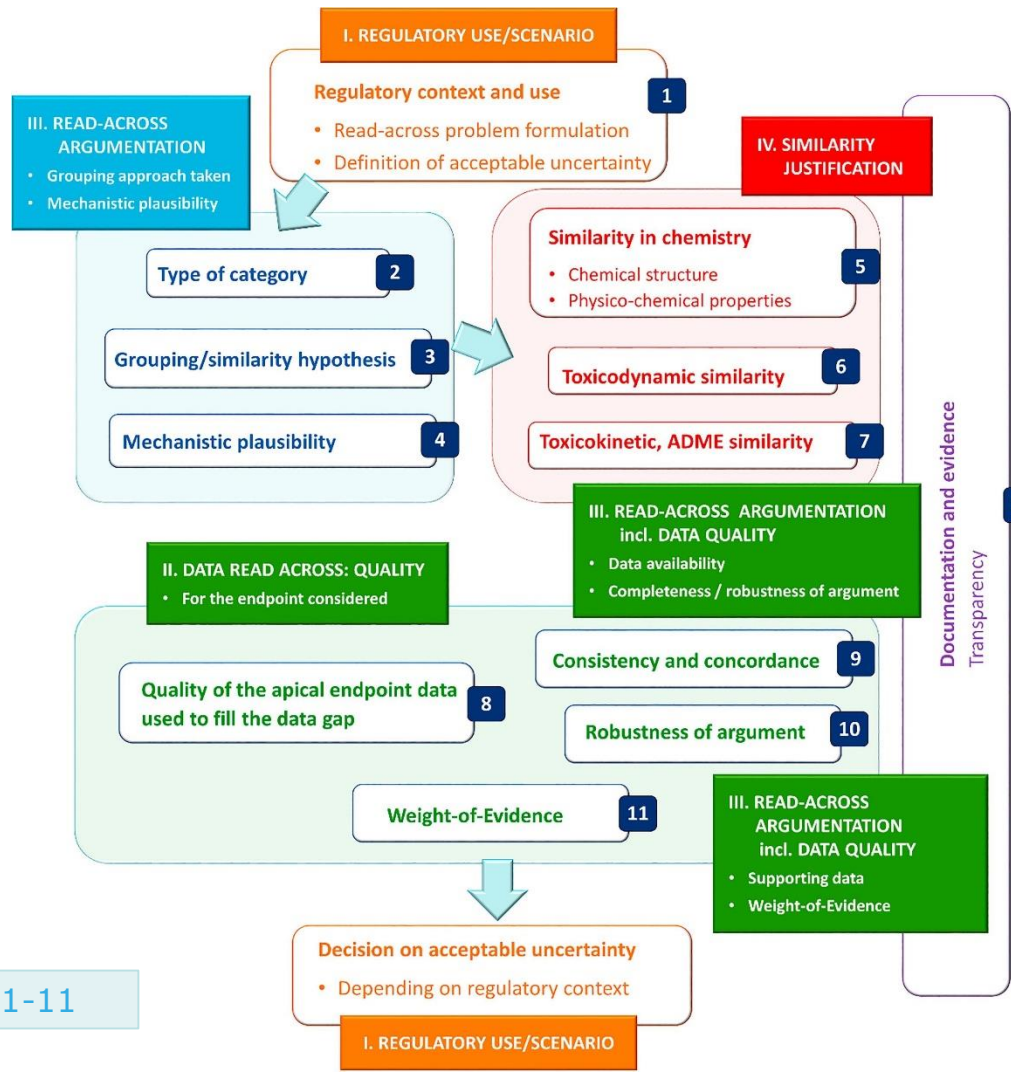 I. REGULATORY USE/SCENARIO
Regulatory context and use
1
• Read-across problem formulation
• Definition of acceptable uncertainty
III. READ-ACROSS
ARGUMENTATION
• Grouping approach taken
• Mechanistic plausibility
IV. SIMILARITY
JUSTIFICATION
Type of category
2
Grouping/similarity hypothesis
3
Mechanistic plausibility
4
Similarity in chemistry
5
• Chemical structure
• Physico-chemical properties
Toxicodynamic similarity
6
Toxicokinetic, ADME similarity
7
III. READ-ACROSS ARGUMENTATION
incl. DATA QUALITY
• Data availability
• Completeness / robustness of argument
II. DATA READ ACROSS: QUALITY
• For the endpoint considered
Quality of the apical endpoint data
used to fill the data gap
8
Consistency and concordance
9
Robustness of argument
10
Weight-of-Evidence
11
III. READ-ACROSS
ARGUMENTATION
incl. DATA QUALITY
• Supporting data
• Weight-of-Evidence
Decision on acceptable uncertainty
• Depending on regulatory context
I. REGULATORY USE/SCENARIO
1-11
Documentation and evidence
Transparency